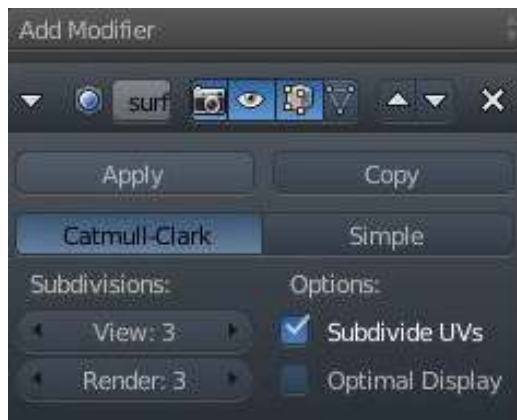 Add Modifier
surf
Apply Copy
Catmull-Clark Simple
Subdivisions: Options:
View: 3 Subdivide UVs
Render: 3 Optimal Display